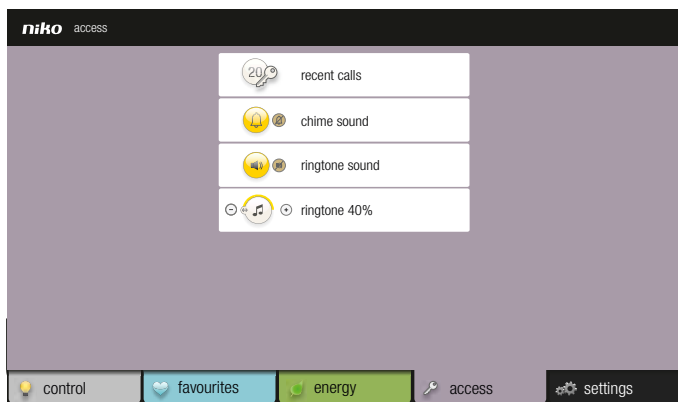 niko access
20
recent calls
chime sound
ringtone sound
ringtone 40%
control favourites energy access settings